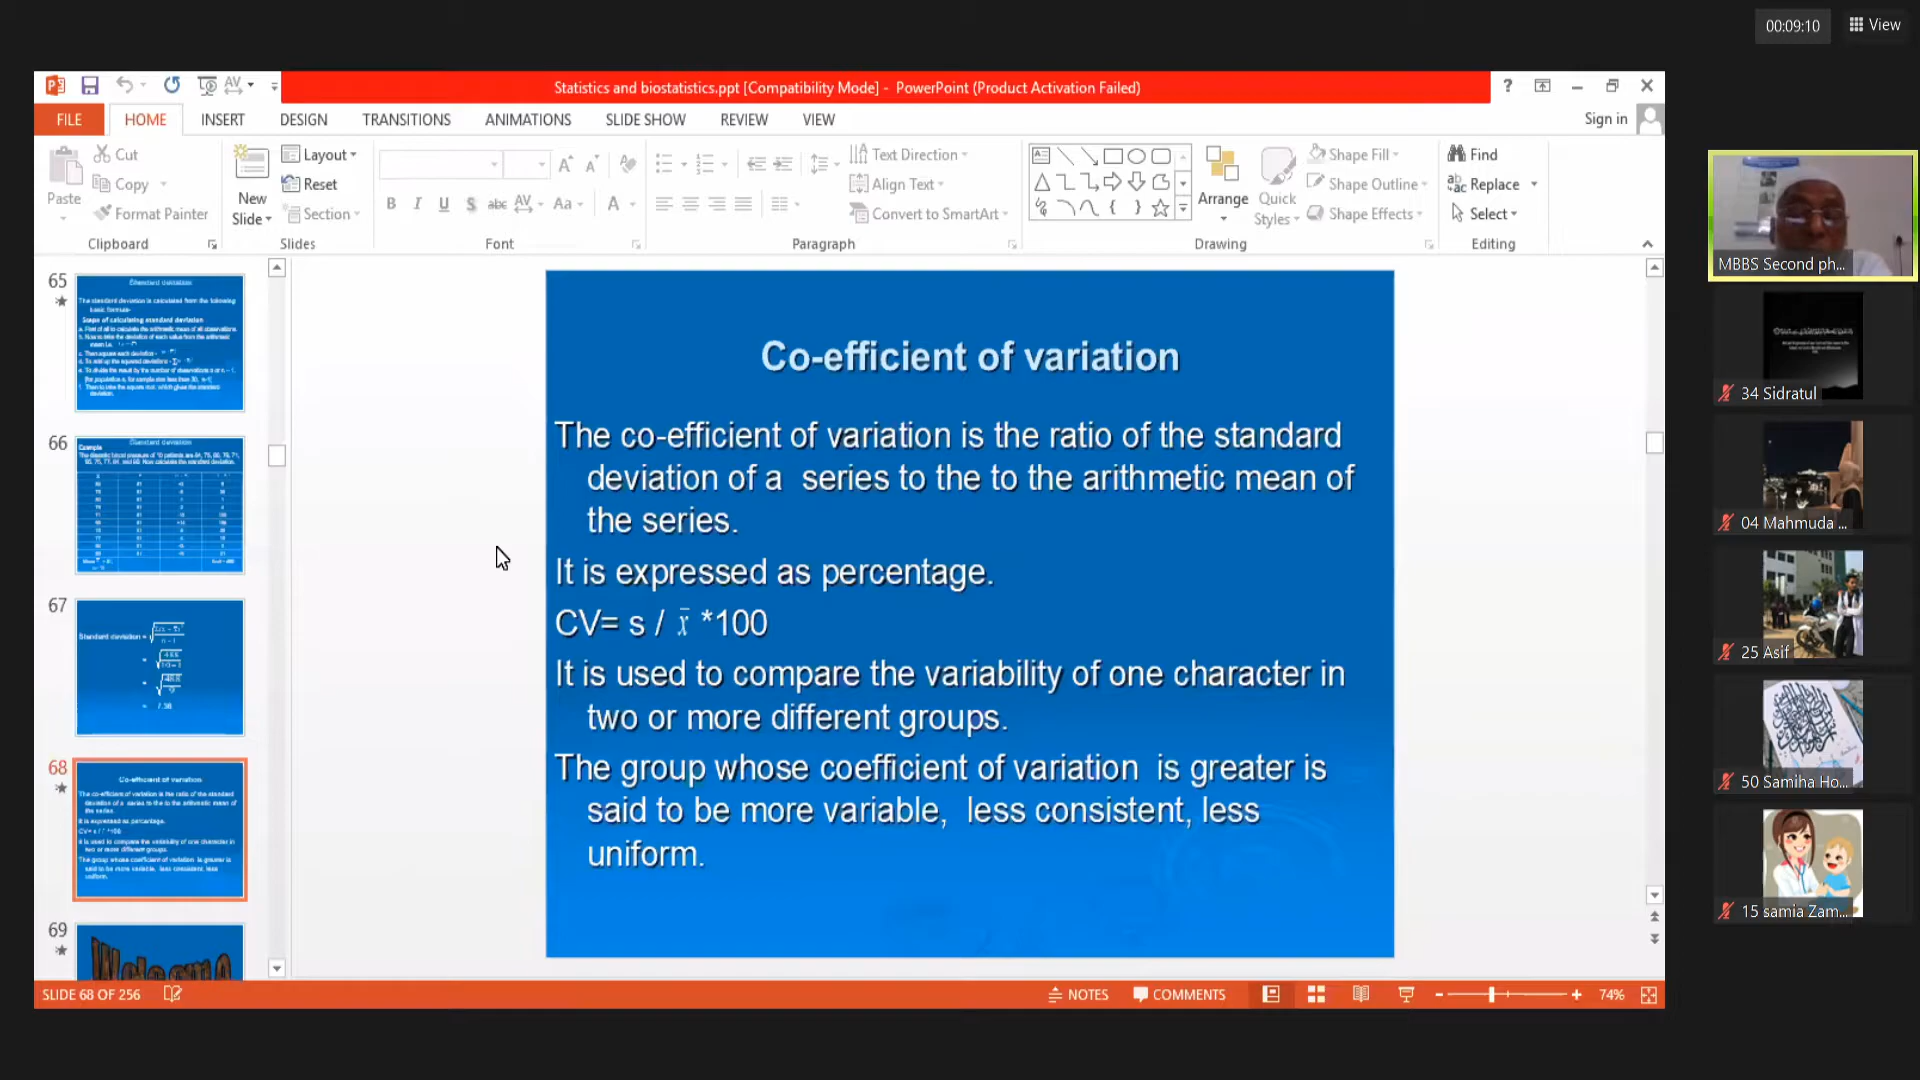 00:09:10 View
Statistics and biostatistics.ppt [Compatibility Mode] - PowerPoint (Product Activation Failed)
FILE HOME INSERT DESIGN TRANSITIONS ANIMATIONS SLIDE SHOW REVIEW VIEW Sign in
Paste
Cut
Copy
Format Painter
Clipboard
New
Slide
Layout
Reset
Section
Slides
Font
Text Direction
Align Text
Convert to SmartArt
Paragraph
Arrange
Quick
Styles
Shape Fill
Shape Outline
Shape Effects
Drawing
Find
Replace
Select
Editing
65
66
67
68
69
Co-efficient of variation
The co-efficient of variation is the ratio of the standard
deviation of a series to the to the arithmetic mean of
the series.
It is expressed as percentage.
CV= s / x̄ *100
It is used to compare the variability of one character in
two or more different groups.
The group whose coefficient of variation is greater is
said to be more variable, less consistent, less
uniform.
MBBS Second ph...
34 Sidratul
04 Mahmuda ...
25 Asif
50 Samiha Ho...
15 samia Zam...
SLIDE 68 OF 256 NOTES COMMENTS 74%